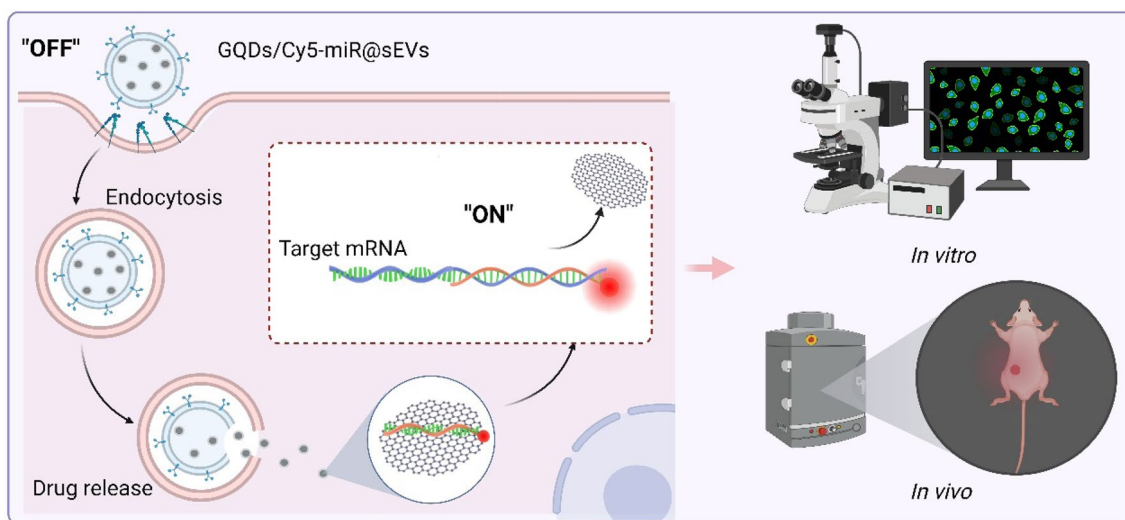 "OFF"
GQDs/Cy5-miR@sEVs
Endocytosis
"ON"
Target mRNA
Drug release
In vitro
In vivo